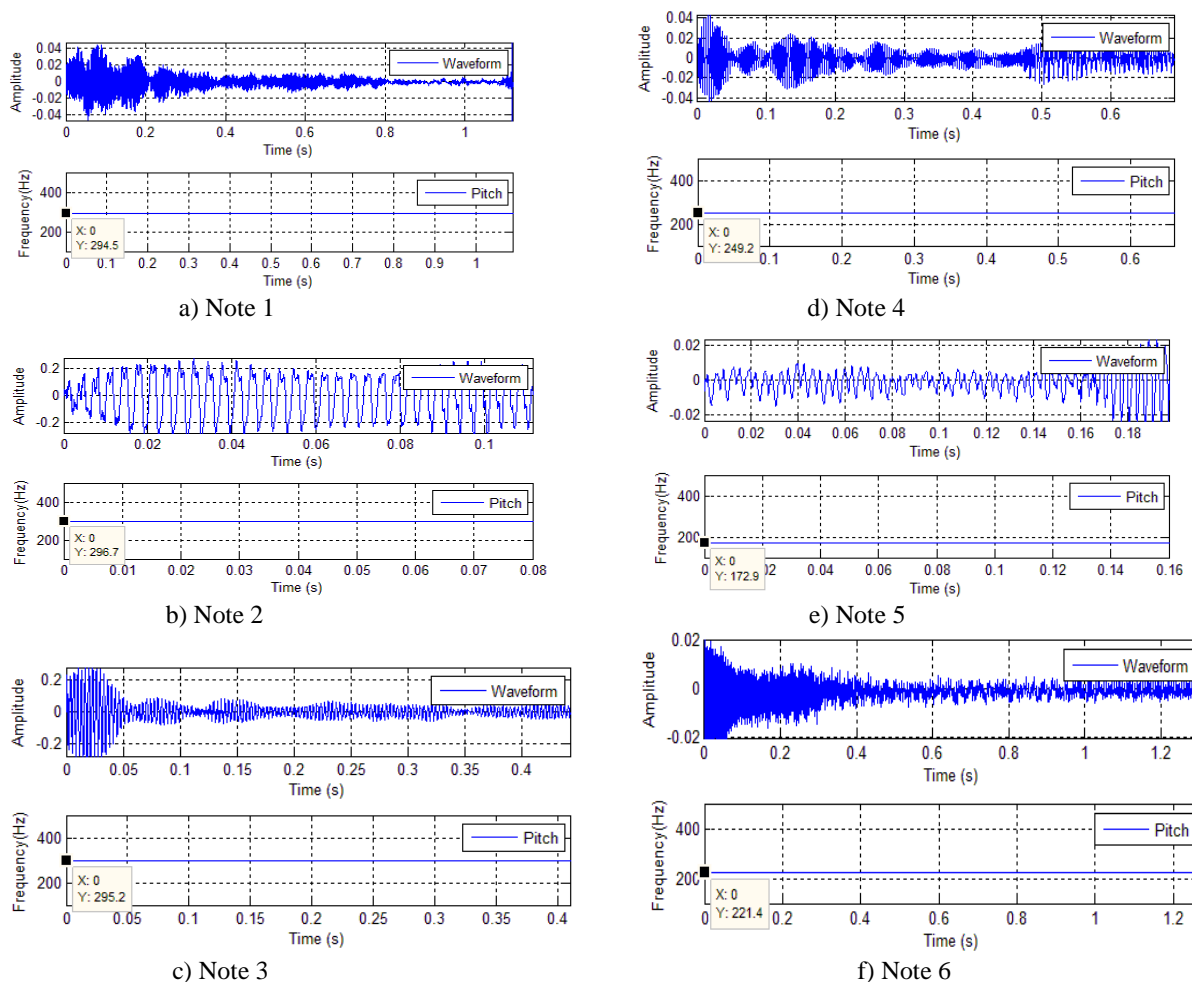 0.04
0.02
0
-0.02
-0.04
Amplitude
Waveform
0 0.2 0.4 0.6 0.8 1
Time (s)
400
200
Frequency(Hz)
Pitch
X: 0
Y: 294.5
0 0.1 0.2 0.3 0.4 0.5 0.6 0.7 0.8 0.9 1
Time (s)
a) Note 1
0.2
0
-0.2
Amplitude
Waveform
0 0.02 0.04 0.06 0.08 0.1
Time (s)
400
200
Frequency(Hz)
Pitch
X: 0
Y: 296.7
0 0.01 0.02 0.03 0.04 0.05 0.06 0.07 0.08
Time (s)
b) Note 2
0.2
0
-0.2
Amplitude
Waveform
0 0.05 0.1 0.15 0.2 0.25 0.3 0.35 0.4
Time (s)
400
200
Frequency(Hz)
Pitch
X: 0
Y: 295.2
0 0.05 0.1 0.15 0.2 0.25 0.3 0.35 0.4
Time (s)
c) Note 3
0.04
0.02
0
-0.02
-0.04
Amplitude
Waveform
0 0.1 0.2 0.3 0.4 0.5 0.6
Time (s)
400
200
Frequency(Hz)
Pitch
X: 0
Y: 249.2
0 0.1 0.2 0.3 0.4 0.5 0.6
Time (s)
d) Note 4
0.02
0
-0.02
Amplitude
Waveform
0 0.02 0.04 0.06 0.08 0.1 0.12 0.14 0.16 0.18
Time (s)
400
200
Frequency(Hz)
Pitch
X: 0
Y: 172.9
0 0.02 0.04 0.06 0.08 0.1 0.12 0.14 0.16
Time (s)
e) Note 5
0.02
0
-0.02
Amplitude
Waveform
0 0.2 0.4 0.6 0.8 1 1.2
Time (s)
400
200
Frequency(Hz)
Pitch
X: 0
Y: 221.4
0 0.2 0.4 0.6 0.8 1 1.2
Time (s)
f) Note 6